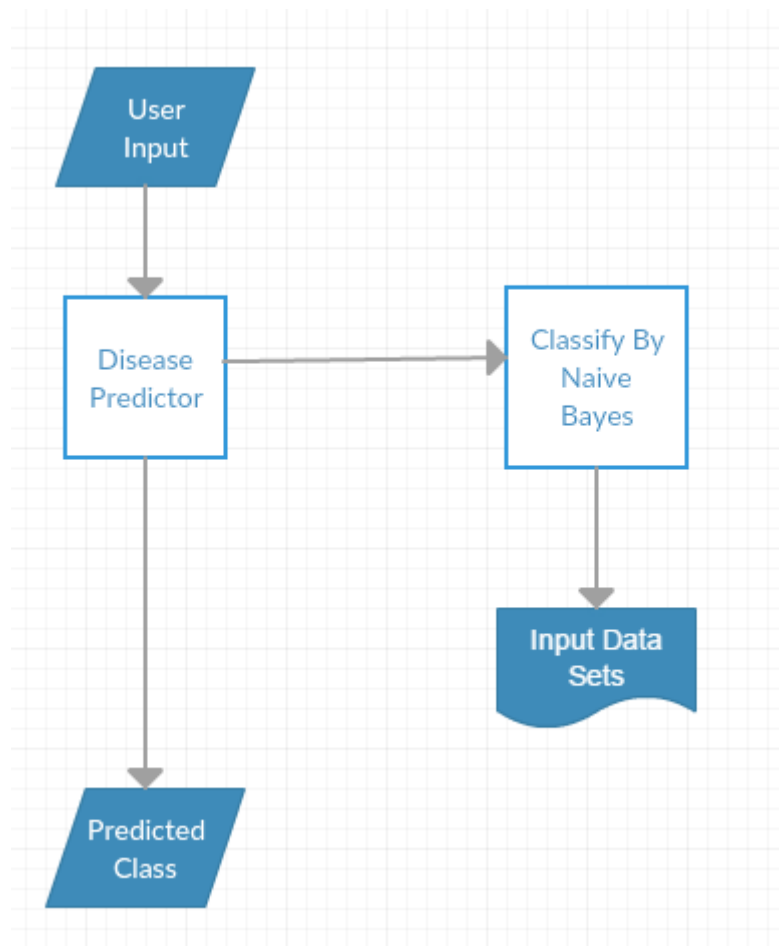 User
Input
Disease
Predictor
Classify By
Naive
Bayes
Input Data
Sets
Predicted
Class